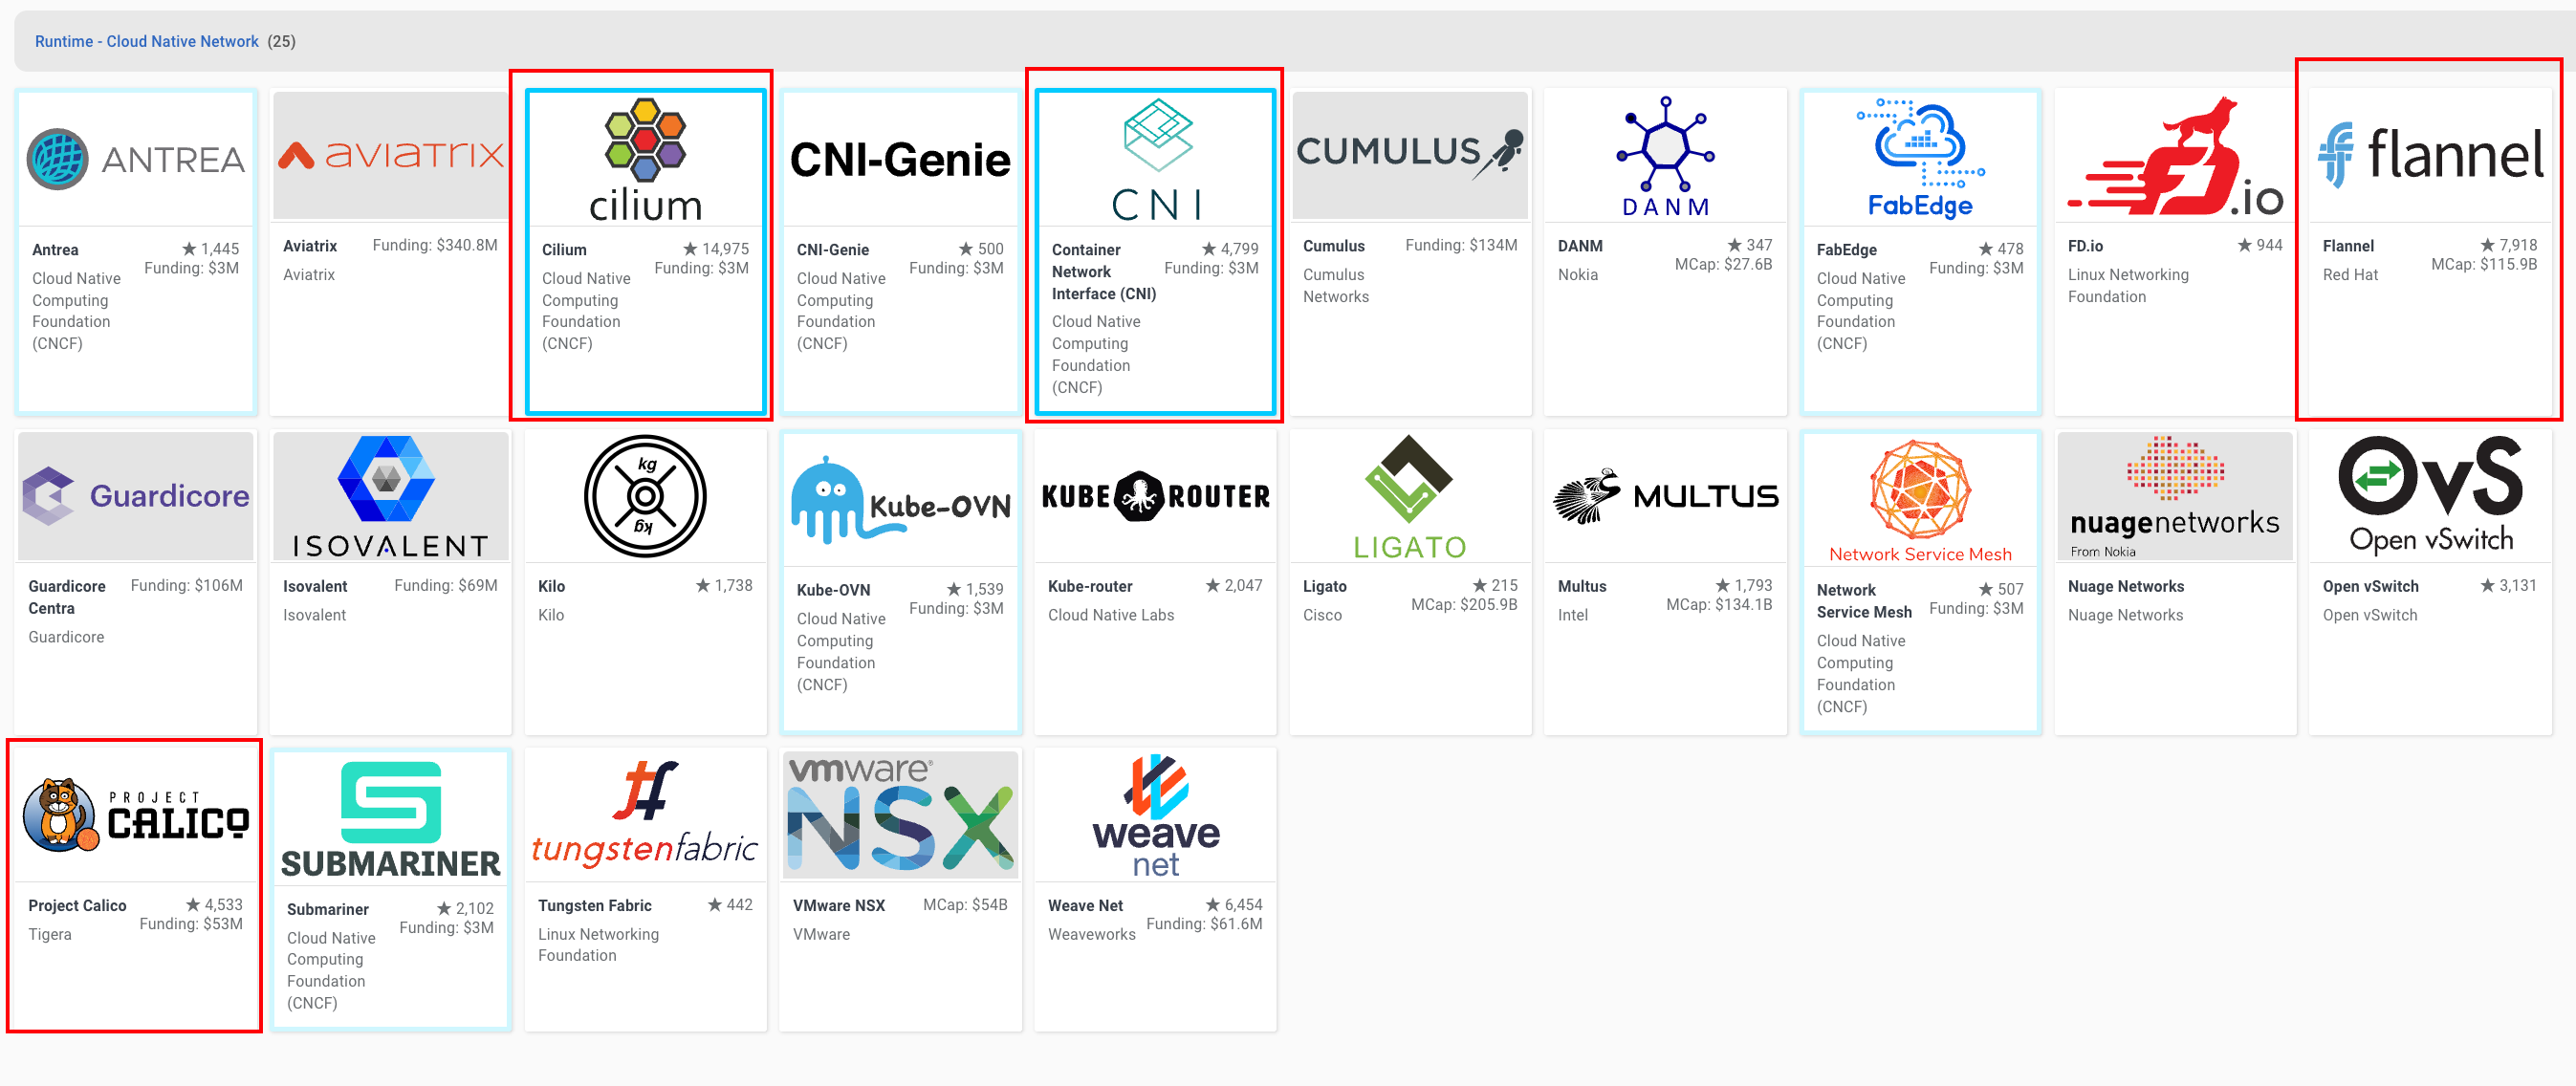 Runtime - Cloud Native Network (25)
ANTREA
Antrea ★ 1,445
Funding: $3M
Cloud Native
Computing
Foundation
(CNCF)
aviatrix
Aviatrix Funding: $340.8M
Aviatrix
cilium
Cilium ★ 14,975
Funding: $3M
Cloud Native
Computing
Foundation
(CNCF)
CNI-Genie
CNI-Genie ★ 500
Funding: $3M
Cloud Native
Computing
Foundation
(CNCF)
CNI
Container ★ 4,799
Network Funding: $3M
Interface (CNI)
Cloud Native
Computing
Foundation
(CNCF)
CUMULUS
Cumulus Funding: $134M
Cumulus
Networks
DANM
DANM ★ 347
MCap: $27.6B
Nokia
FabEdge
FabEdge ★ 478
Funding: $3M
Cloud Native
Computing
Foundation
(CNCF)
FD.io
FD.io ★ 944
Linux Networking
Foundation
flannel
Flannel ★ 7,918
MCap: $115.9B
Red Hat
Guardicore
Guardicore Funding: $106M
Centra
Guardicore
ISOVALENT
Isovalent Funding: $69M
Isovalent
kg
kg
Kilo ★ 1,738
Kilo
Kube-OVN
Kube-OVN ★ 1,539
Funding: $3M
Cloud Native
Computing
Foundation
(CNCF)
KUBE ROUTER
Kube-router ★ 2,047
Cloud Native Labs
LIGATO
Ligato ★ 215
MCap: $205.9B
Cisco
MULTUS
Multus ★ 1,793
MCap: $134.1B
Intel
Network Service Mesh
Network ★ 507
Service Mesh Funding: $3M
Cloud Native
Computing
Foundation
(CNCF)
nuagenetworks
From Nokia
Nuage Networks
Nuage Networks
OvS
Open vSwitch
Open vSwitch ★ 3,131
Open vSwitch
PROJECT
CALICO
Project Calico ★ 4,533
Funding: $53M
Tigera
SUBMARINER
Submariner ★ 2,102
Funding: $3M
Cloud Native
Computing
Foundation
(CNCF)
tf
tungstenfabric
Tungsten Fabric ★ 442
Linux Networking
Foundation
vmware®
NSX
VMware NSX MCap: $54B
VMware
weave
net
Weave Net ★ 6,454
Funding: $61.6M
Weaveworks